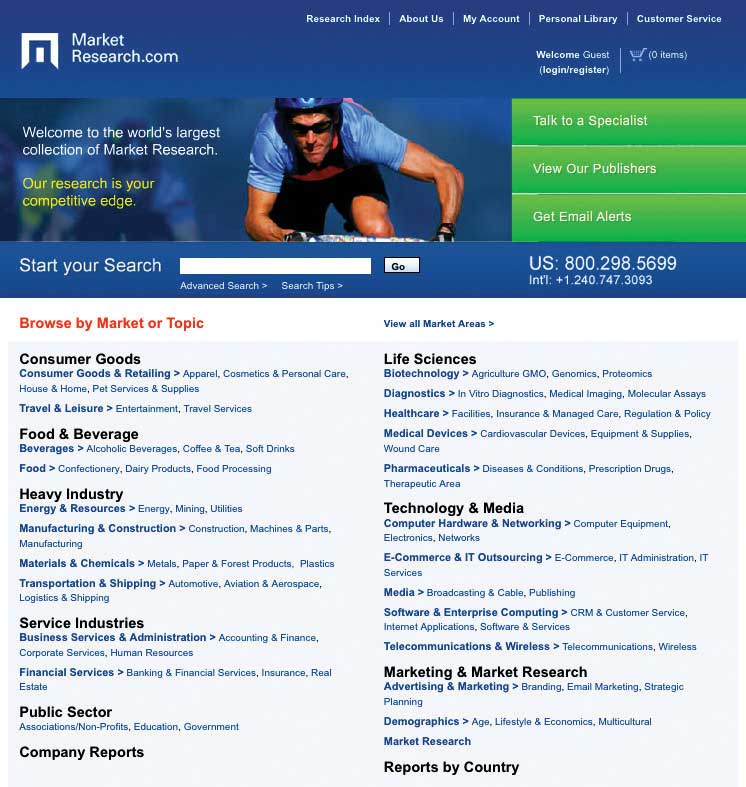 Research Index | About Us | My Account | Personal Library | Customer Service
Market
Research.com
Welcome Guest
(login/register)
(0 items)
Welcome to the world's largest
collection of Market Research.
Our research is your
competitive edge.
Talk to a Specialist
View Our Publishers
Get Email Alerts
Start your Search
Go
Advanced Search >
Search Tips >
US: 800.298.5699
Int'l: +1.240.747.3093
Browse by Market or Topic
View all Market Areas >
Consumer Goods
Consumer Goods & Retailing > Apparel, Cosmetics & Personal Care,
House & Home, Pet Services & Supplies
Travel & Leisure > Entertainment, Travel Services
Food & Beverage
Beverages > Alcoholic Beverages, Coffee & Tea, Soft Drinks
Food > Confectionery, Dairy Products, Food Processing
Heavy Industry
Energy & Resources > Energy, Mining, Utilities
Manufacturing & Construction > Construction, Machines & Parts,
Manufacturing
Materials & Chemicals > Metals, Paper & Forest Products, Plastics
Transportation & Shipping > Automotive, Aviation & Aerospace,
Logistics & Shipping
Service Industries
Business Services & Administration > Accounting & Finance,
Corporate Services, Human Resources
Financial Services > Banking & Financial Services, Insurance, Real
Estate
Public Sector
Associations/Non-Profits, Education, Government
Company Reports
Life Sciences
Biotechnology > Agriculture GMO, Genomics, Proteomics
Diagnostics > In Vitro Diagnostics, Medical Imaging, Molecular Assays
Healthcare > Facilities, Insurance & Managed Care, Regulation & Policy
Medical Devices > Cardiovascular Devices, Equipment & Supplies,
Wound Care
Pharmaceuticals > Diseases & Conditions, Prescription Drugs,
Therapeutic Area
Technology & Media
Computer Hardware & Networking > Computer Equipment,
Electronics, Networks
E-Commerce & IT Outsourcing > E-Commerce, IT Administration, IT
Services
Media > Broadcasting & Cable, Publishing
Software & Enterprise Computing > CRM & Customer Service,
Internet Applications, Software & Services
Telecommunications & Wireless > Telecommunications, Wireless
Marketing & Market Research
Advertising & Marketing > Branding, Email Marketing, Strategic
Planning
Demographics > Age, Lifestyle & Economics, Multicultural
Market Research
Reports by Country